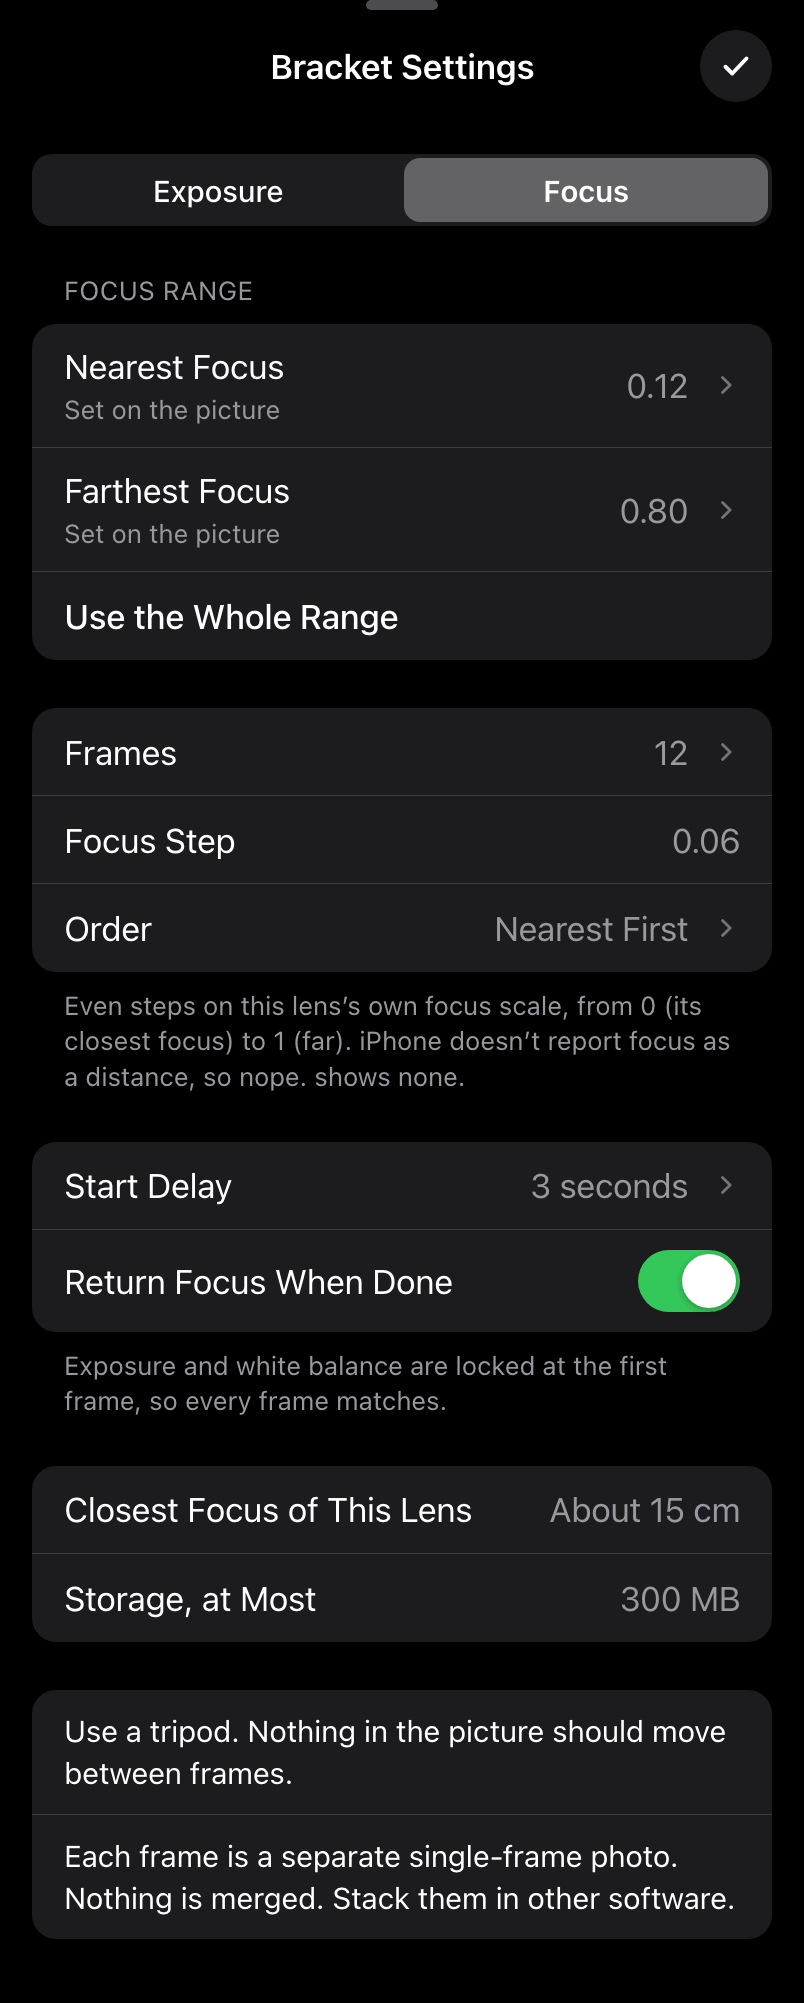 Bracket Settings
Exposure
Focus
FOCUS RANGE
Nearest Focus
Set on the picture
0.12
Farthest Focus
Set on the picture
0.80
Use the Whole Range
Frames 12
Focus Step 0.06
Order Nearest First
Even steps on this lens’s own focus scale, from 0 (its
closest focus) to 1 (far). iPhone doesn’t report focus as
a distance, so nope. shows none.
Start Delay 3 seconds
Return Focus When Done
Exposure and white balance are locked at the first
frame, so every frame matches.
Closest Focus of This Lens About 15 cm
Storage, at Most 300 MB
Use a tripod. Nothing in the picture should move
between frames.
Each frame is a separate single-frame photo.
Nothing is merged. Stack them in other software.